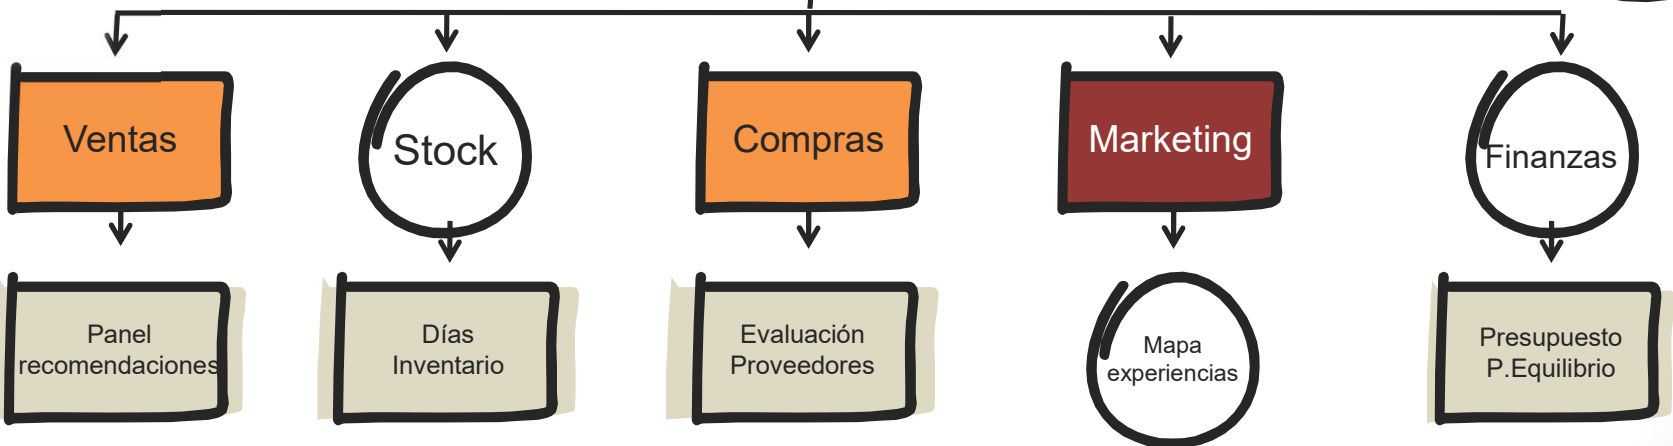 Ventas
Stock
Compras
Marketing
Finanzas
Panel
recomendaciones
Días
Inventario
Evaluación
Proveedores
Mapa
experiencias
Presupuesto
P.Equilibrio